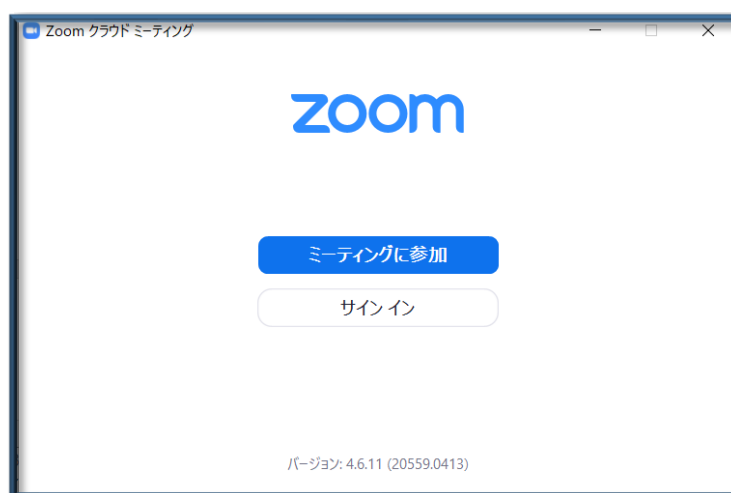 Zoom クラウド ミーティング
zoom
ミーティングに参加
サイン イン
バージョン: 4.6.11 (20559.0413)